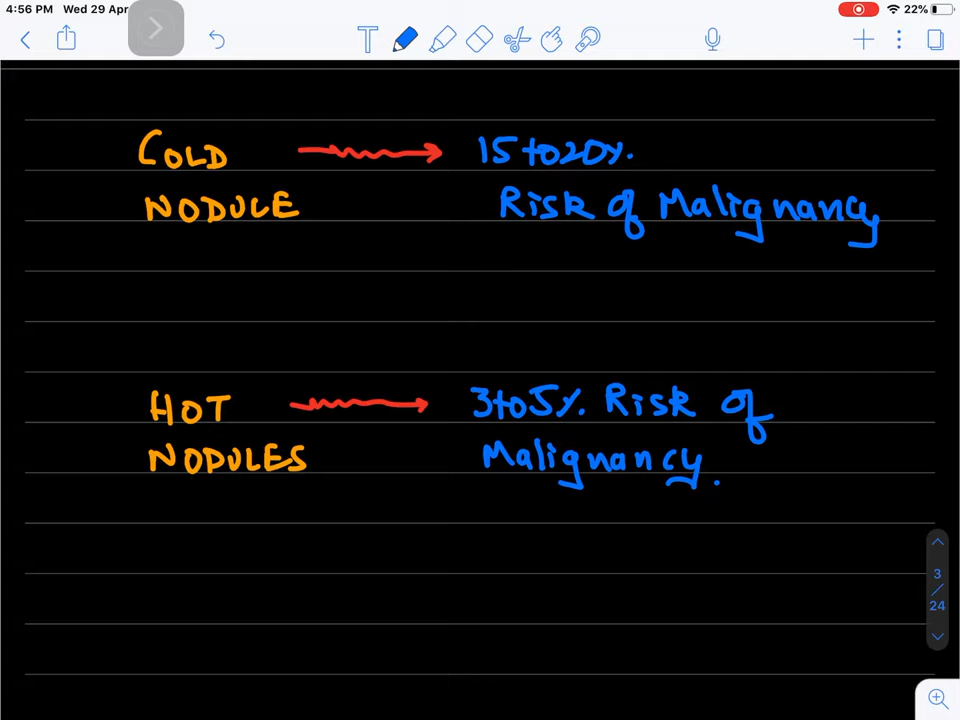 4:56 PM Wed 29 Apr 22%
T
COLD 15 to 20%.
NODULE Risk of Malignancy
HOT 3 to 5%. Risk of
NODULES Malignancy.
3
/
24